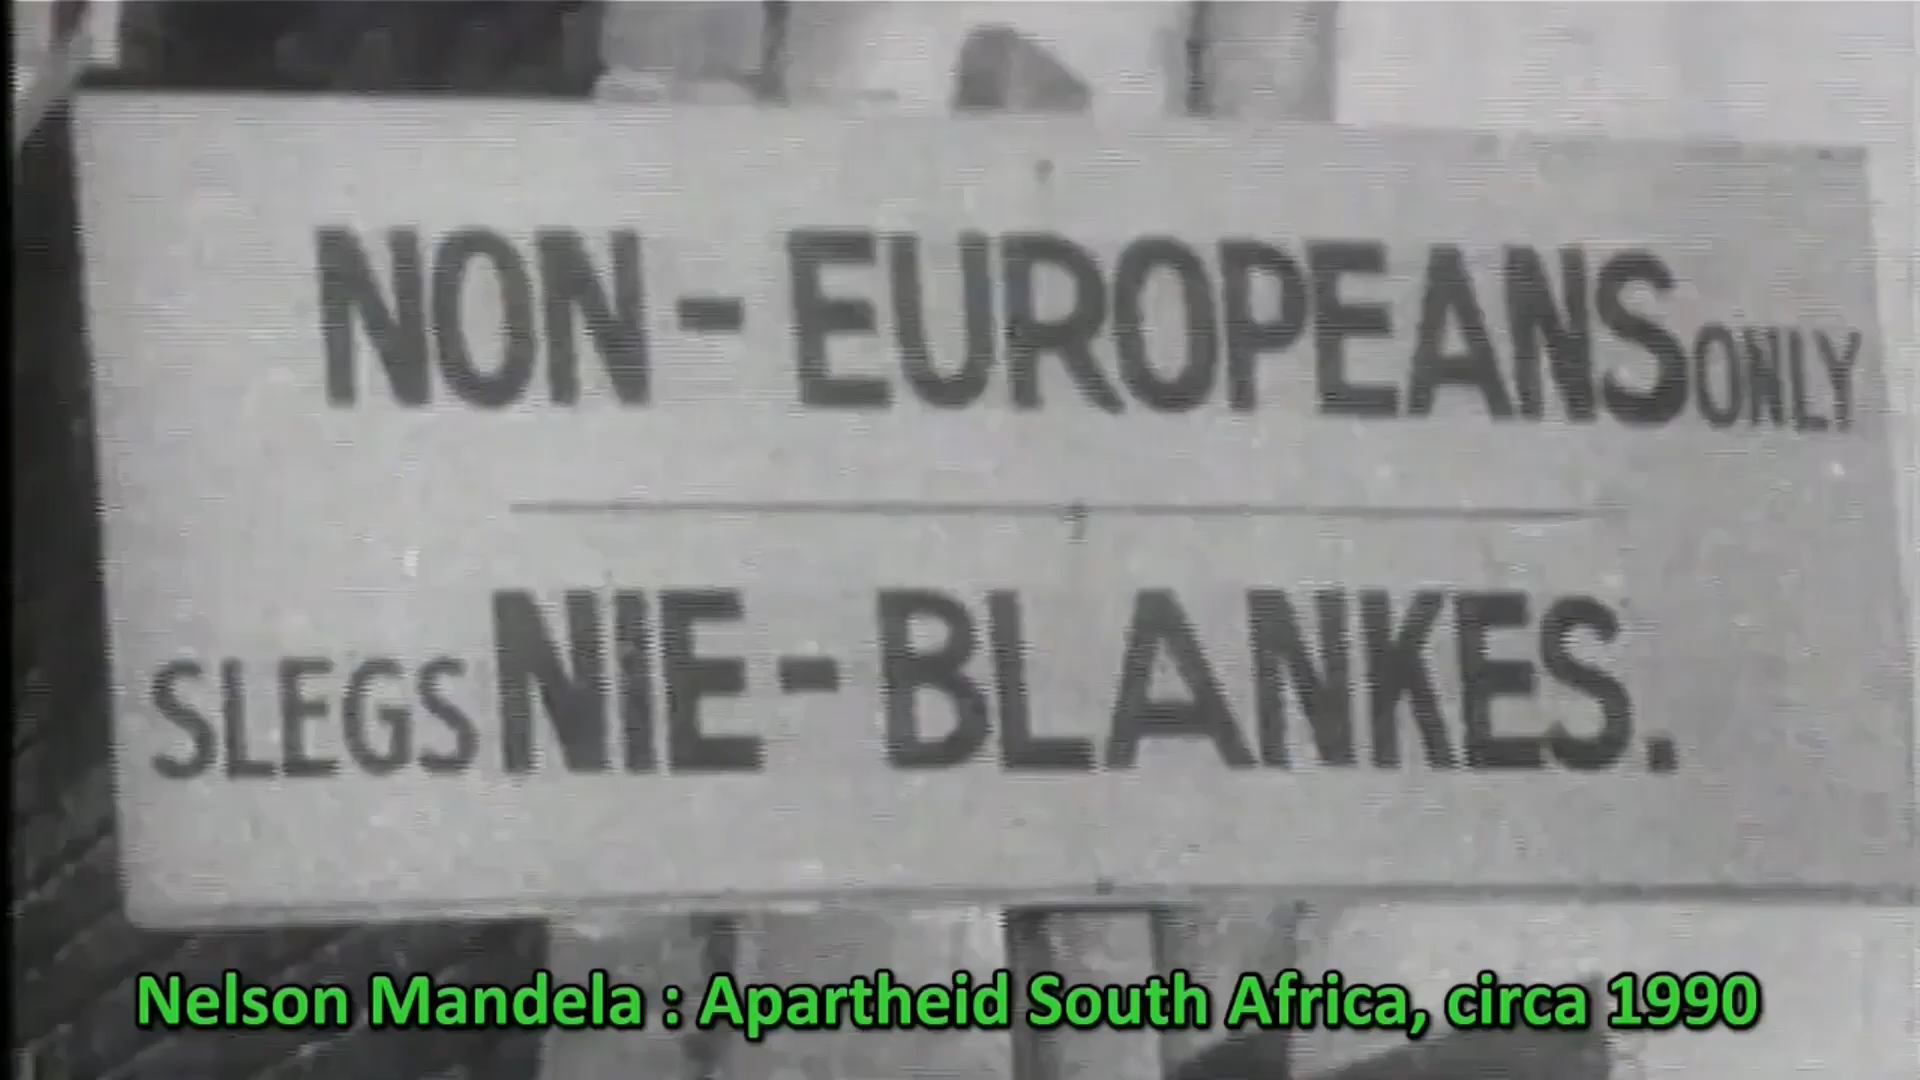 NON-EUROPEANS ONLY
SLEGS NIE-BLANKES.
Nelson Mandela : Apartheid South Africa, circa 1990